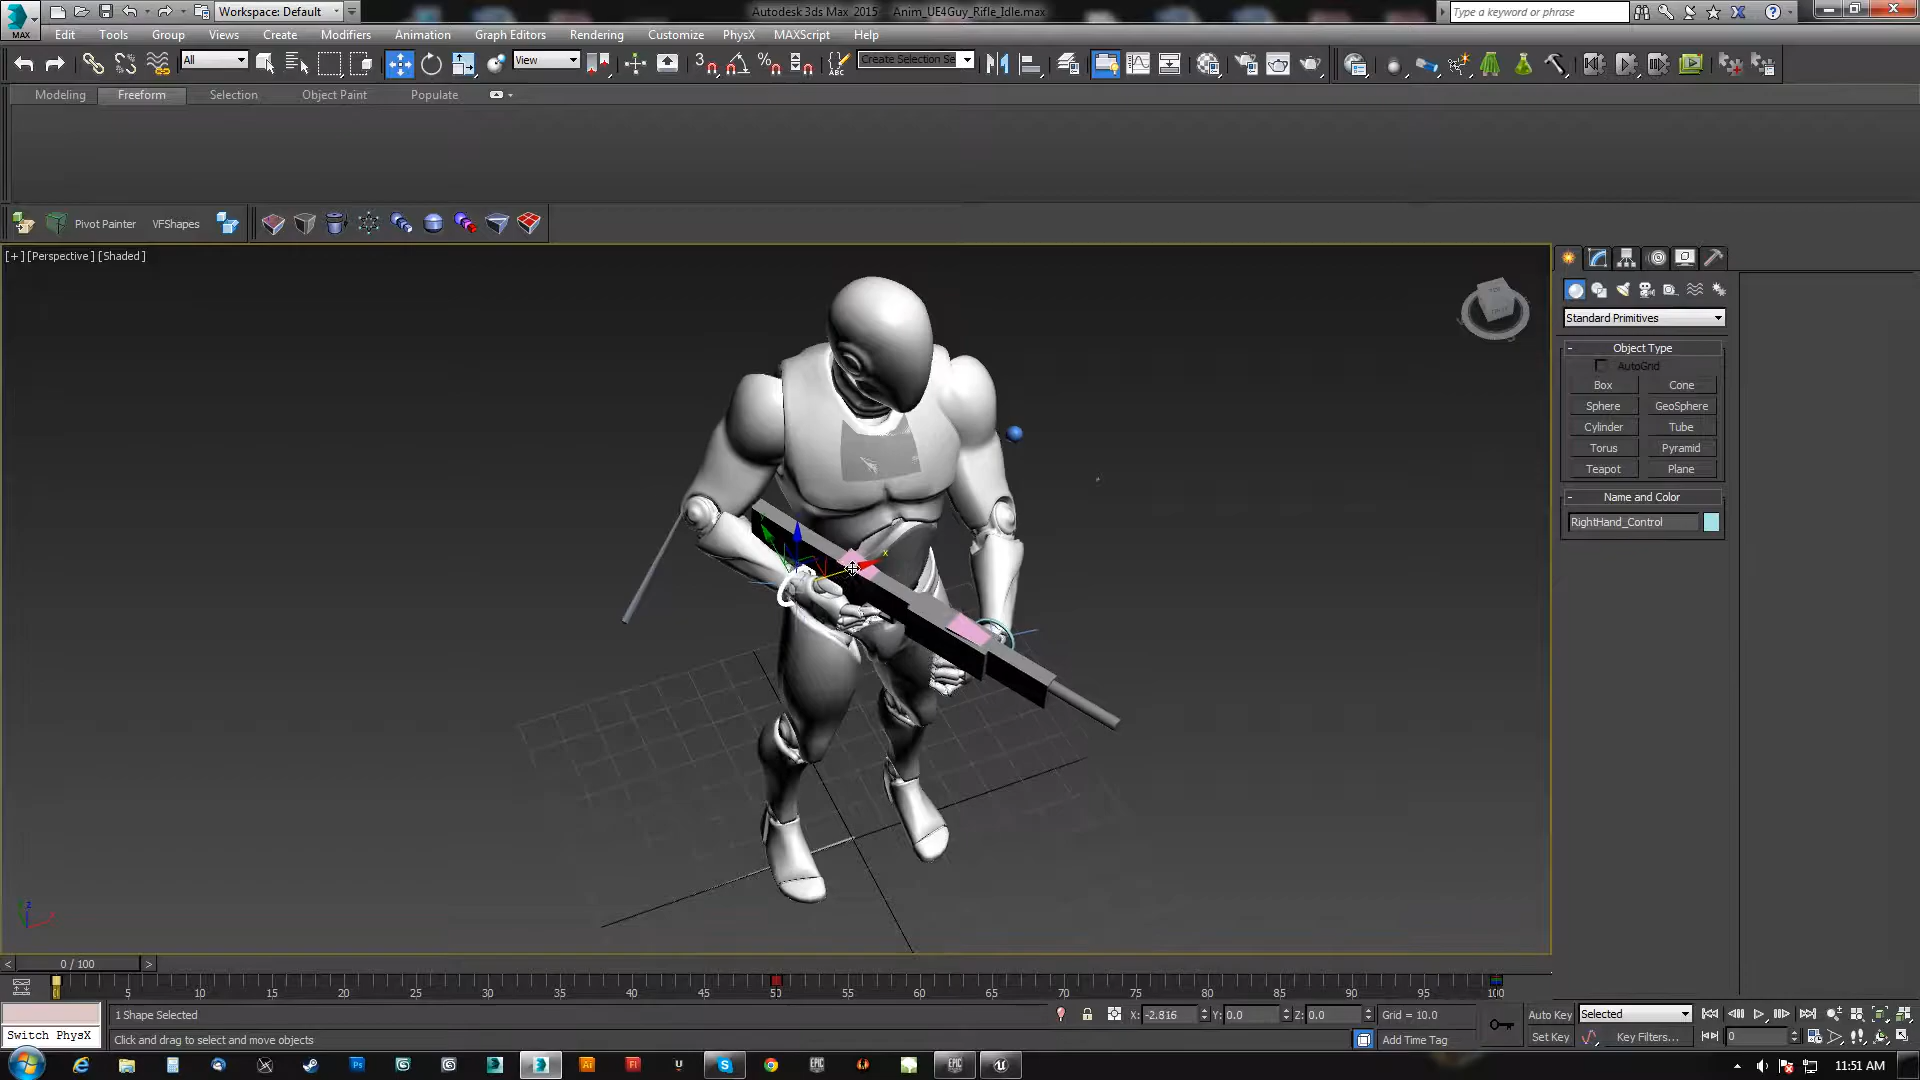 Workspace: Default
Autodesk 3ds Max 2015
Anim_UE4Guy_Rifle_Idle.max
Type a keyword or phrase
MAX
Edit Tools Group Views Create Modifiers Animation Graph Editors Rendering Customize PhysX MAXScript Help
All
View
3
ABC
Create Selection Se
Modeling Freeform Selection Object Paint Populate
Pivot Painter VFShapes
[+] [Perspective] [Shaded]
Standard Primitives
- Object Type
AutoGrid
Box Cone
Sphere GeoSphere
Cylinder Tube
Torus Pyramid
Teapot Plane
- Name and Color
RightHand_Control
x
z
< 0 / 100 >
5 10 15 20 25 30 35 40 45 50 55 60 65 70 75 80 85 90 95 100
1 Shape Selected
X: -2.816 Y: 0.0 Z: 0.0 Grid = 10.0
Auto Key Selected
Switch PhysX
Click and drag to select and move objects
Add Time Tag
Set Key Key Filters... 0
11:51 AM